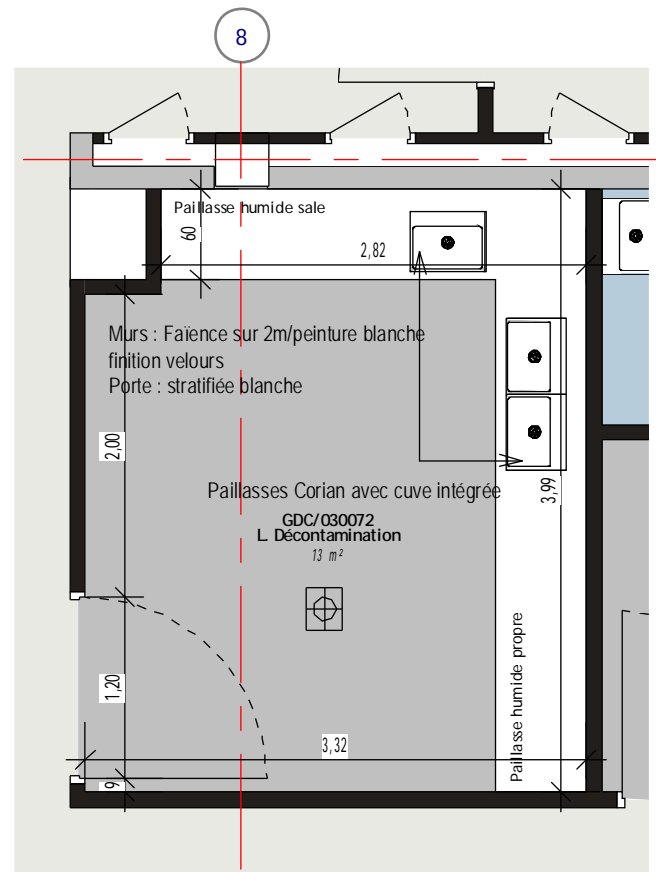 8
Paillasse humide sale
60
2,82
Murs : Faïence sur 2m/peinture blanche
finition velours
Porte : stratifiée blanche
2,00
Paillasses Corian avec cuve intégrée
3,99
GDC/030072
L. Décontamination
13 m²
Paillasse humide propre
1,20
3,32
9